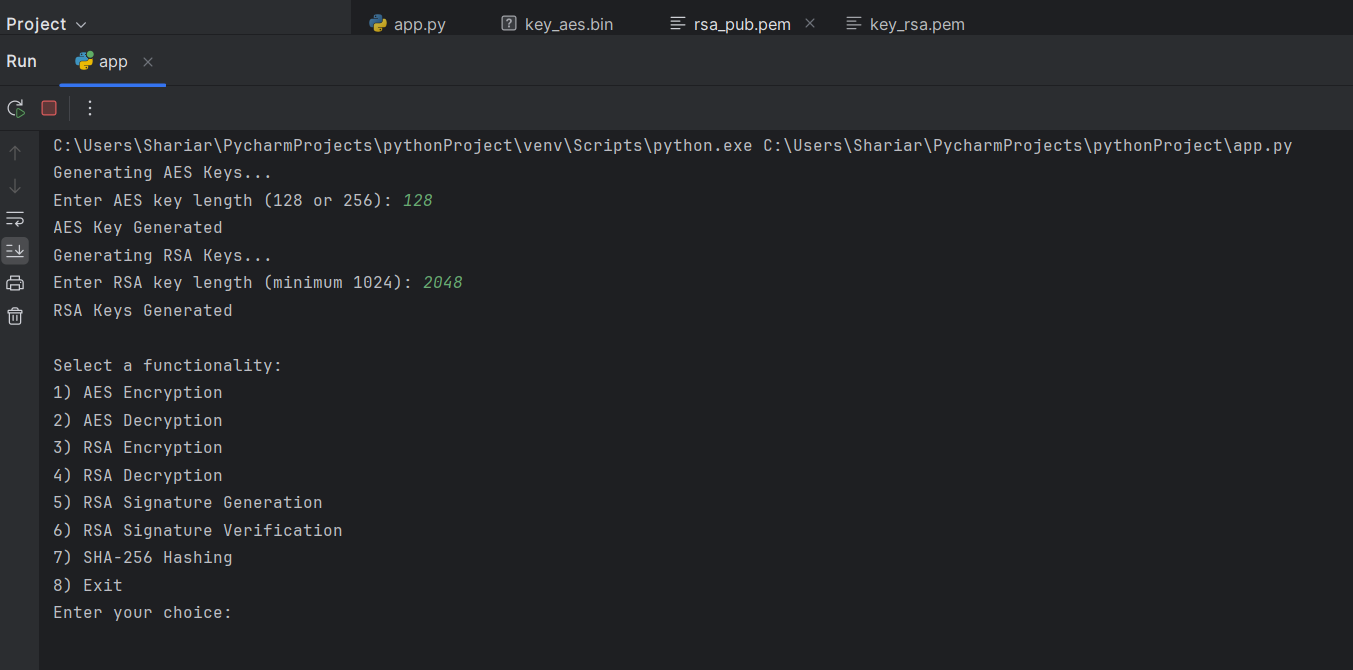 Project
app.py
key_aes.bin
rsa_pub.pem
key_rsa.pem
Run
app
C:\Users\Shariar\PycharmProjects\pythonProject\venv\Scripts\python.exe C:\Users\Shariar\PycharmProjects\pythonProject\app.py
Generating AES Keys...
Enter AES key length (128 or 256): 128
AES Key Generated
Generating RSA Keys...
Enter RSA key length (minimum 1024): 2048
RSA Keys Generated
Select a functionality:
1) AES Encryption
2) AES Decryption
3) RSA Encryption
4) RSA Decryption
5) RSA Signature Generation
6) RSA Signature Verification
7) SHA-256 Hashing
8) Exit
Enter your choice: